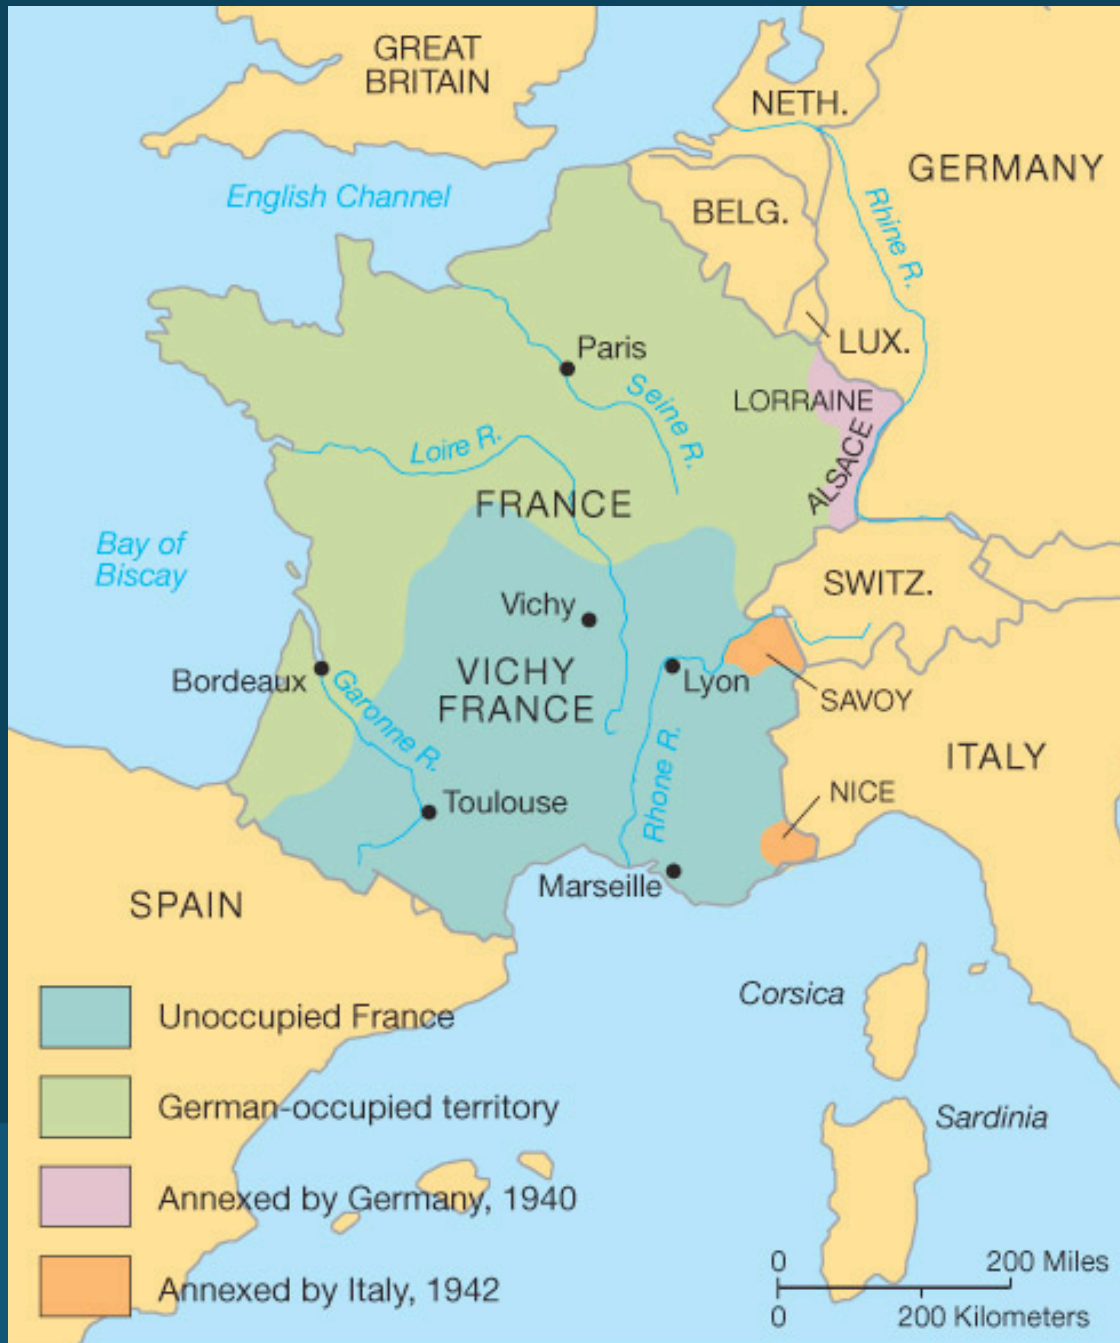 GREAT
BRITAIN
NETH.
GERMANY
English Channel
BELG.
Rhine R.
LUX.
Paris
LORRAINE
Seine R.
Loire R.
ALSACE
FRANCE
Bay of
Biscay
SWITZ.
Vichy
VICHY
FRANCE
Bordeaux
Lyon
Garonne R.
SAVOY
ITALY
Rhone R.
NICE
Toulouse
Marseille
SPAIN
Corsica
Unoccupied France
German-occupied territory
Sardinia
Annexed by Germany, 1940
Annexed by Italy, 1942
0 200 Miles
0 200 Kilometers